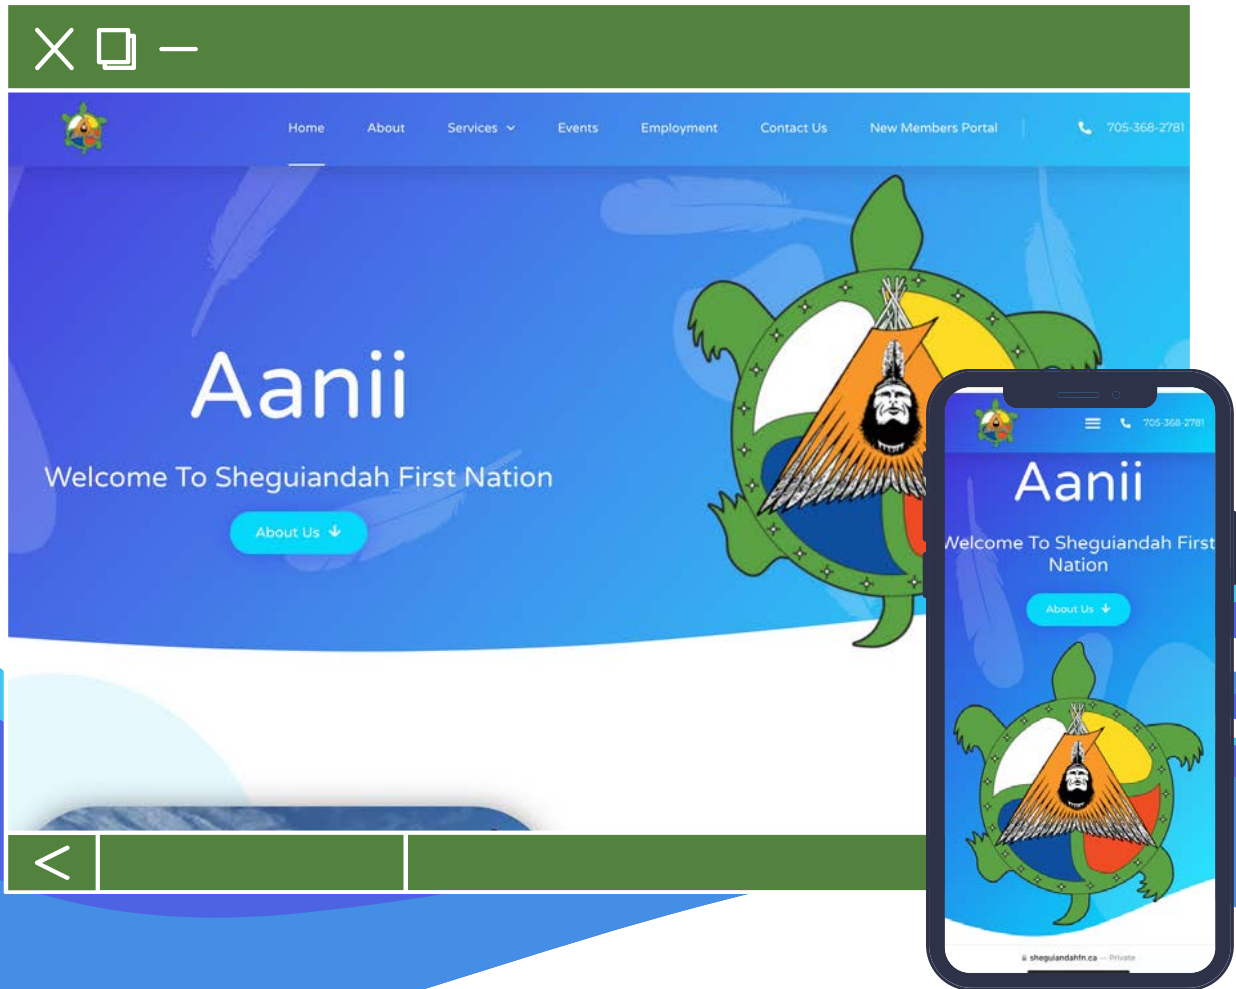 Home About Services Events Employment Contact Us New Members Portal 705-368-2781
Aanii
Welcome To Sheguiandah First Nation
About Us
705-368-2781
Aanii
Welcome To Sheguiandah First
Nation
About Us
sheguiandahfn.ca — Private